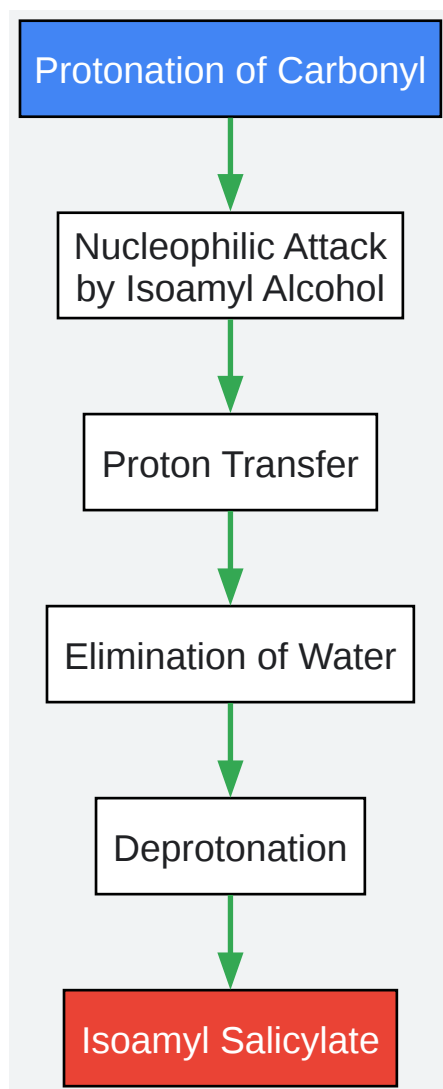 Protonation of Carbonyl
Nucleophilic Attack
by Isoamyl Alcohol
Proton Transfer
Elimination of Water
Deprotonation
Isoamyl Salicylate